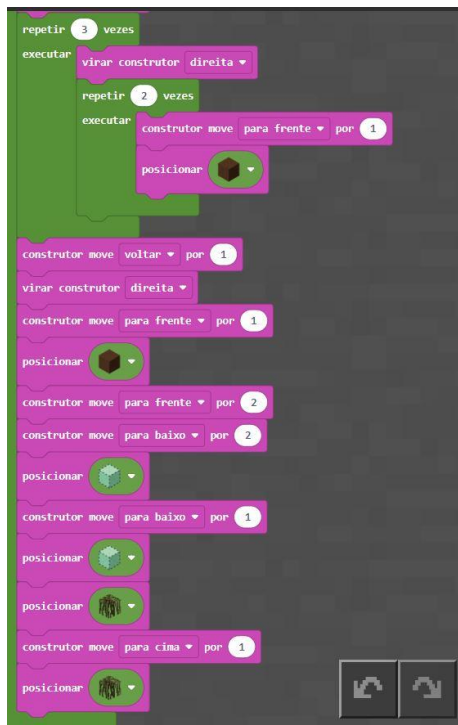 repetir 3 vezes
executar
virar construtor direita
repetir 2 vezes
executar
construtor move para frente por 1
posicionar
construtor move voltar por 1
virar construtor direita
construtor move para frente por 1
posicionar
construtor move para frente por 2
construtor move para baixo por 2
posicionar
construtor move para baixo por 1
posicionar
posicionar
construtor move para cima por 1
posicionar